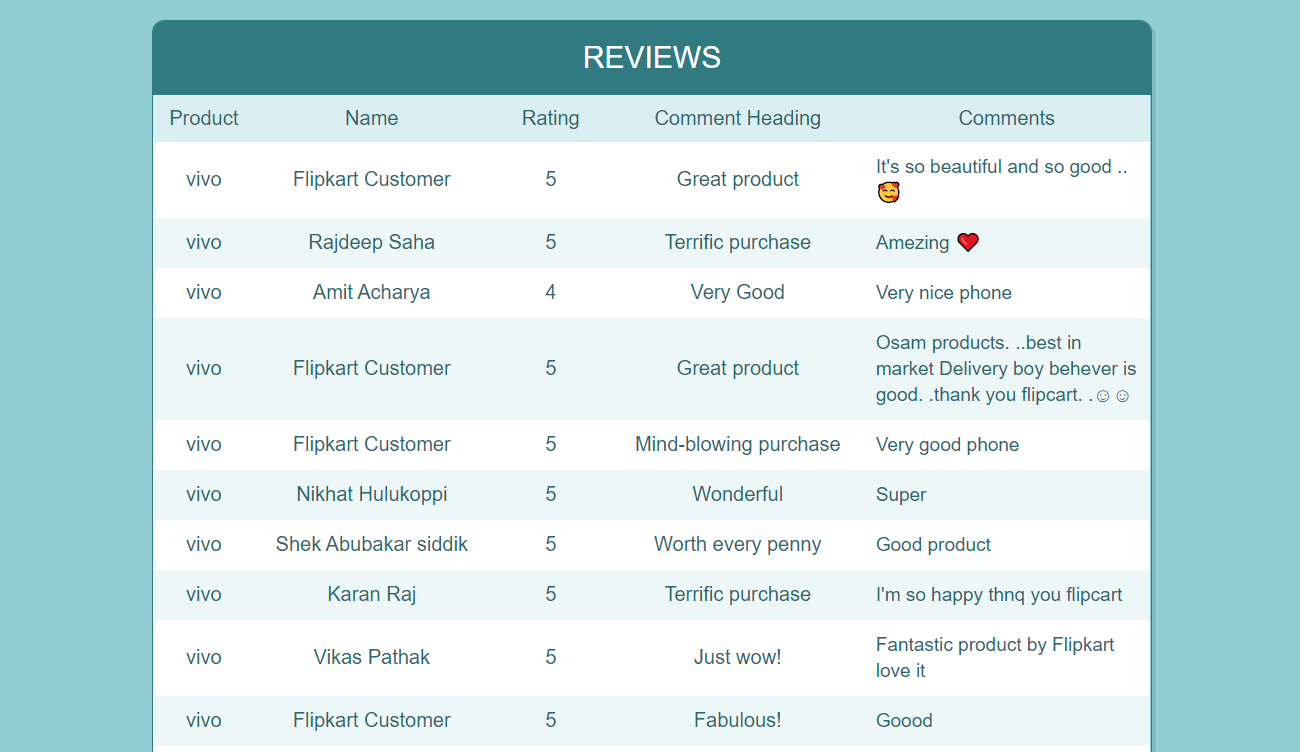 REVIEWS
Product Name Rating Comment Heading Comments
vivo Flipkart Customer 5 Great product It's so beautiful and so good ..
🥰
vivo Rajdeep Saha 5 Terrific purchase Amezing ❤️
vivo Amit Acharya 4 Very Good Very nice phone
vivo Flipkart Customer 5 Great product Osam products. ..best in
market Delivery boy behever is
good. .thank you flipcart. .☺☺
vivo Flipkart Customer 5 Mind-blowing purchase Very good phone
vivo Nikhat Hulukoppi 5 Wonderful Super
vivo Shek Abubakar siddik 5 Worth every penny Good product
vivo Karan Raj 5 Terrific purchase I'm so happy thnq you flipcart
vivo Vikas Pathak 5 Just wow! Fantastic product by Flipkart
love it
vivo Flipkart Customer 5 Fabulous! Goood